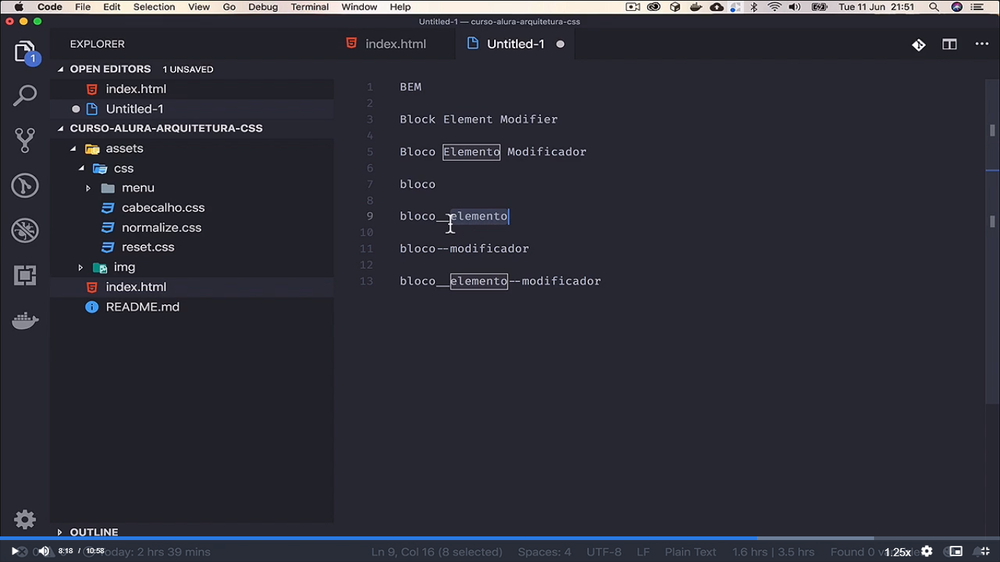 Code File Edit Selection View Go Debug Terminal Window Help Tue 11 Jun 21:51
Untitled-1 — curso-alura-arquitetura-css
EXPLORER
index.html Untitled-1
OPEN EDITORS 1 UNSAVED
index.html
Untitled-1
CURSO-ALURA-ARQUITETURA-CSS
assets
css
menu
cabecalho.css
normalize.css
reset.css
img
index.html
README.md
OUTLINE
1
1 BEM
2
3 Block Element Modifier
4
5 Bloco Elemento Modificador
6
7 bloco
8
9 bloco__elemento
10
11 bloco--modificador
12
13 bloco__elemento--modificador
8:18 / 10:58 Today: 2 hrs 39 mins Ln 9, Col 16 (8 selected) Spaces: 4 UTF-8 LF Plain Text 1.6 hrs | 3.5 hrs Found 0 1.25x